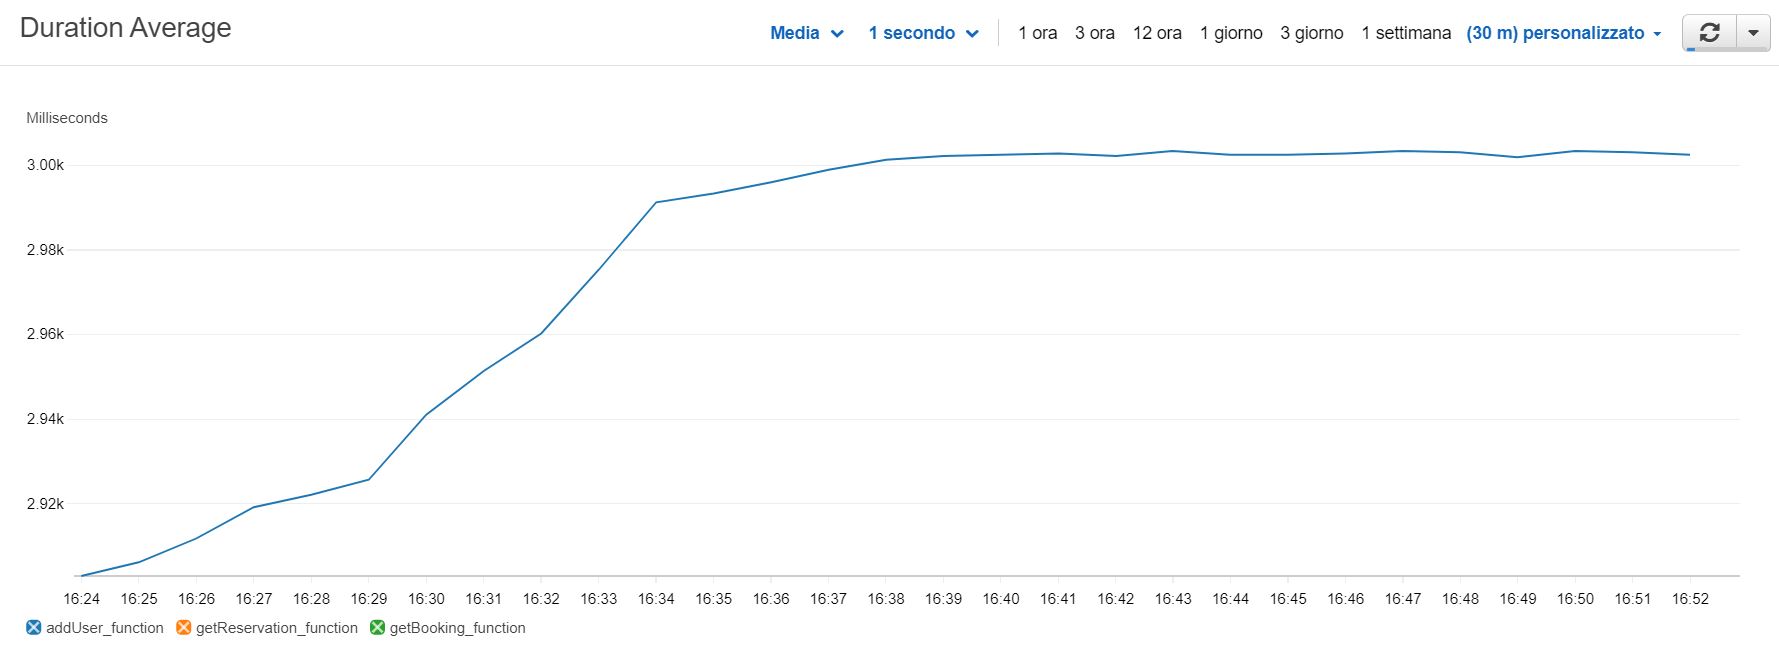 Duration Average
Media 1 secondo 1 ora 3 ora 12 ora 1 giorno 3 giorno 1 settimana (30 m) personalizzato
Milliseconds
3.00k
2.98k
2.96k
2.94k
2.92k
16:24 16:25 16:26 16:27 16:28 16:29 16:30 16:31 16:32 16:33 16:34 16:35 16:36 16:37 16:38 16:39 16:40 16:41 16:42 16:43 16:44 16:45 16:46 16:47 16:48 16:49 16:50 16:51 16:52
addUser_function getReservation_function getBooking_function